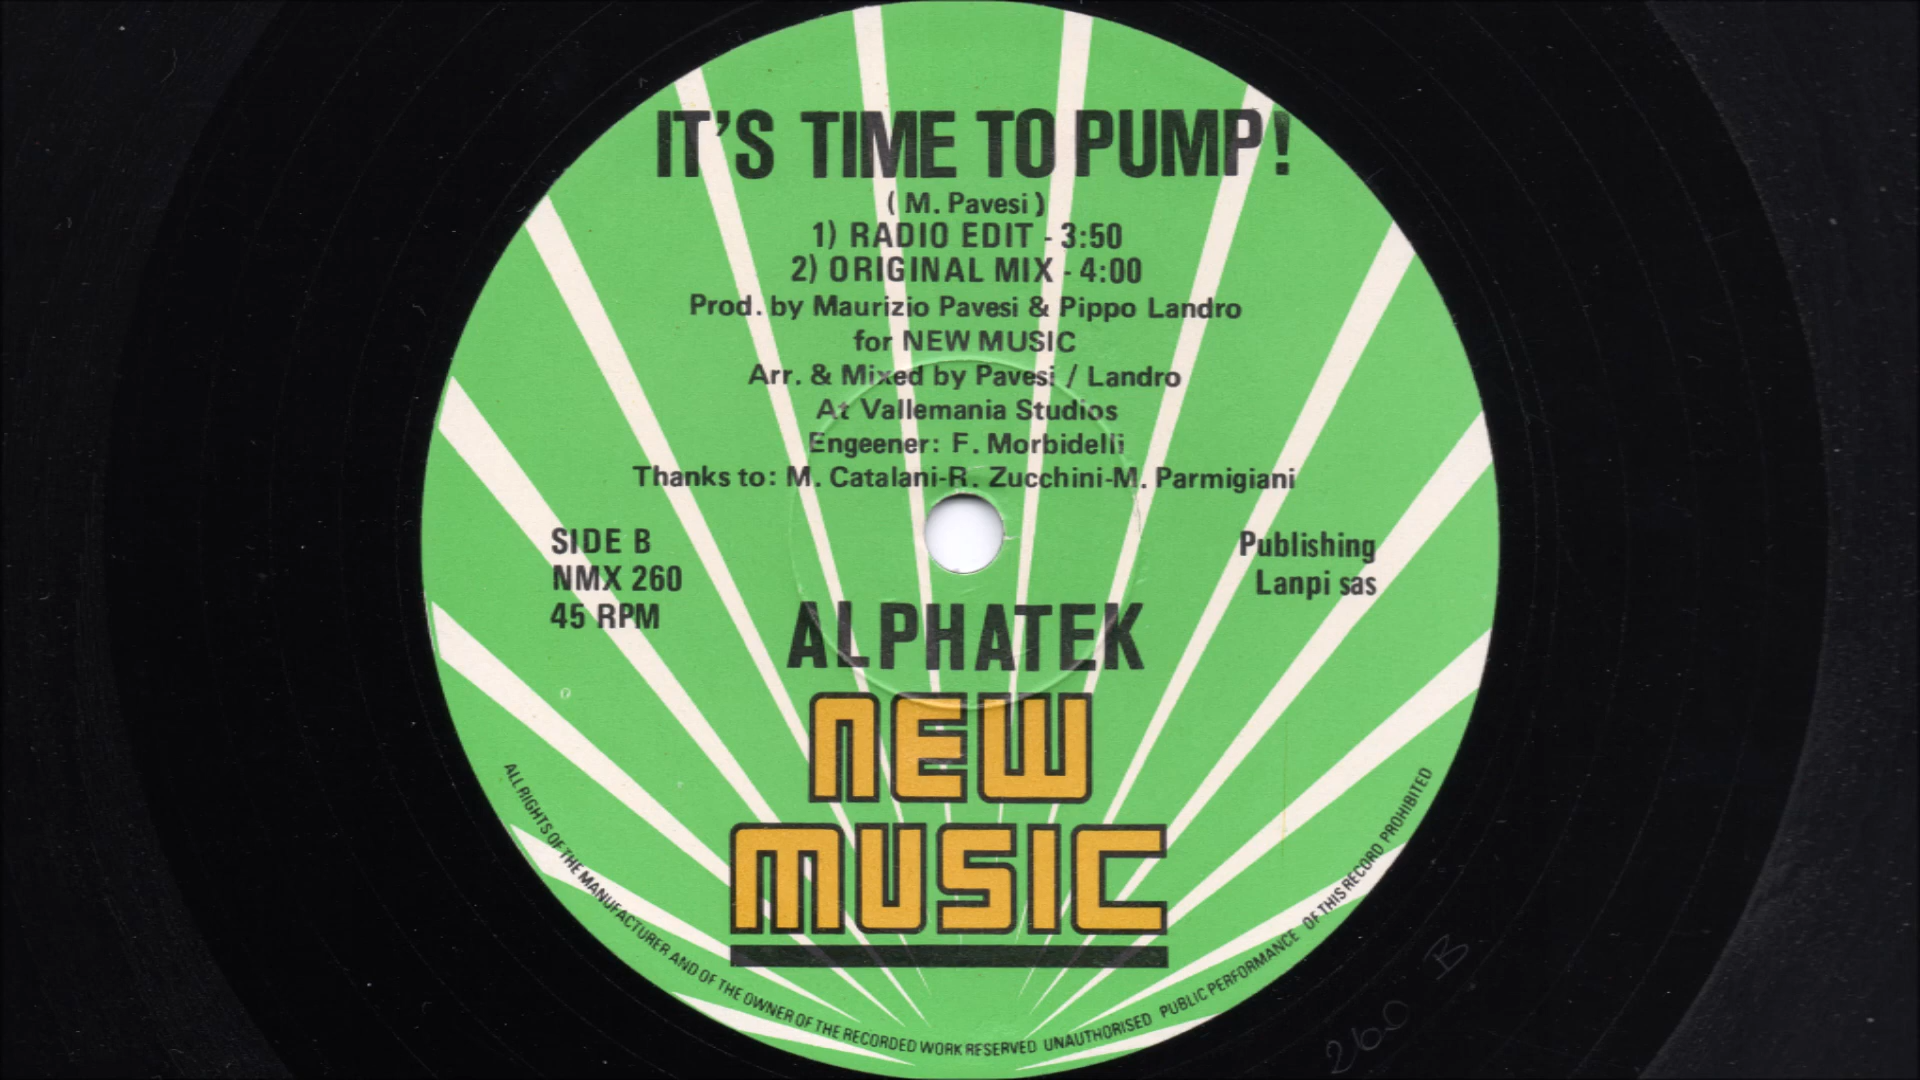 IT'S TIME TO PUMP!
( M. Pavesi )
1) RADIO EDIT - 3:50
2) ORIGINAL MIX - 4:00
Prod. by Maurizio Pavesi & Pippo Landro
for NEW MUSIC
Arr. & Mixed by Pavesi / Landro
At Vallemania Studios
Engeener: F. Morbidelli
Thanks to: M. Catalani-R. Zucchini-M. Parmigiani
SIDE B
NMX 260
45 RPM
Publishing
Lanpi sas
ALPHATEK
NEW
MUSIC
ALL RIGHTS OF THE MANUFACTURER AND OF THE OWNER OF THE RECORDED WORK RESERVED UNAUTHORISED PUBLIC PERFORMANCE OF THIS RECORD PROHIBITED
260 B